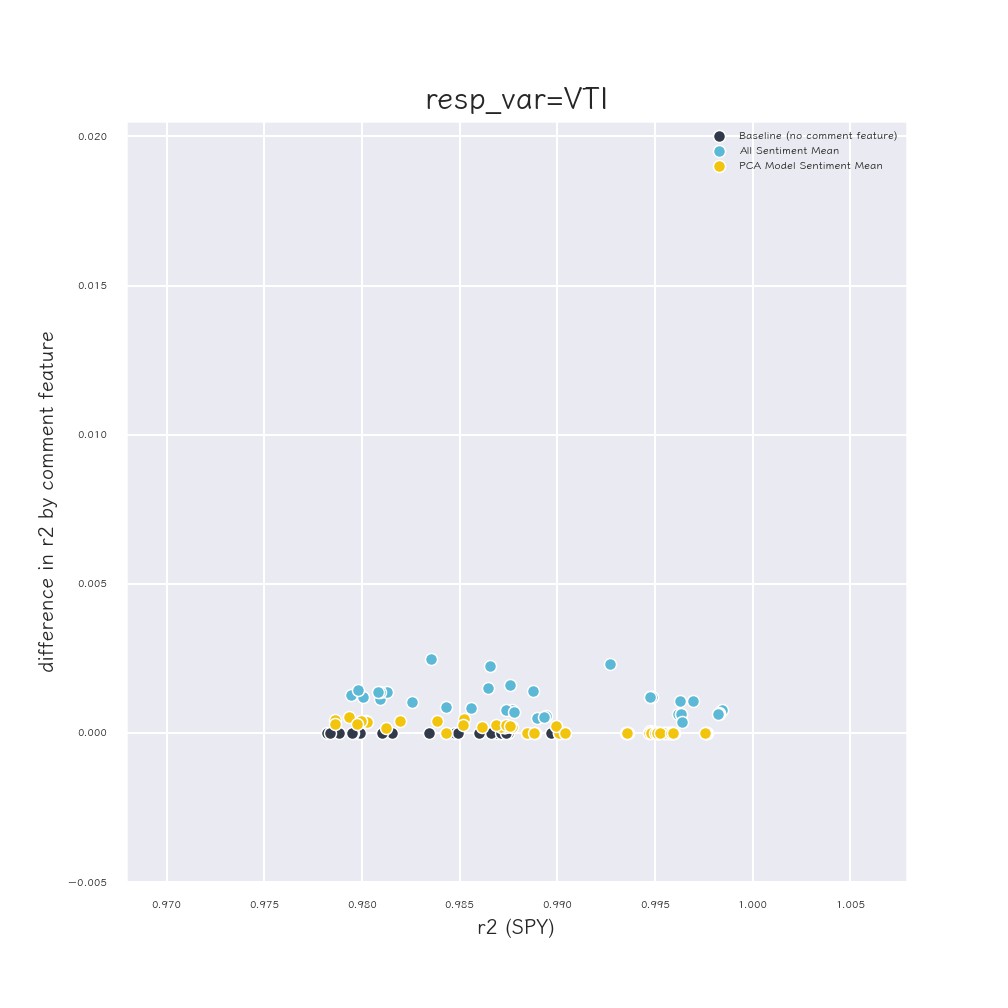 resp_var=VTI
Baseline (no comment feature)
All Sentiment Mean
PCA Model Sentiment Mean
difference in r2 by comment feature
0.020
0.015
0.010
0.005
0.000
−0.005
0.970 0.975 0.980 0.985 0.990 0.995 1.000 1.005
r2 (SPY)